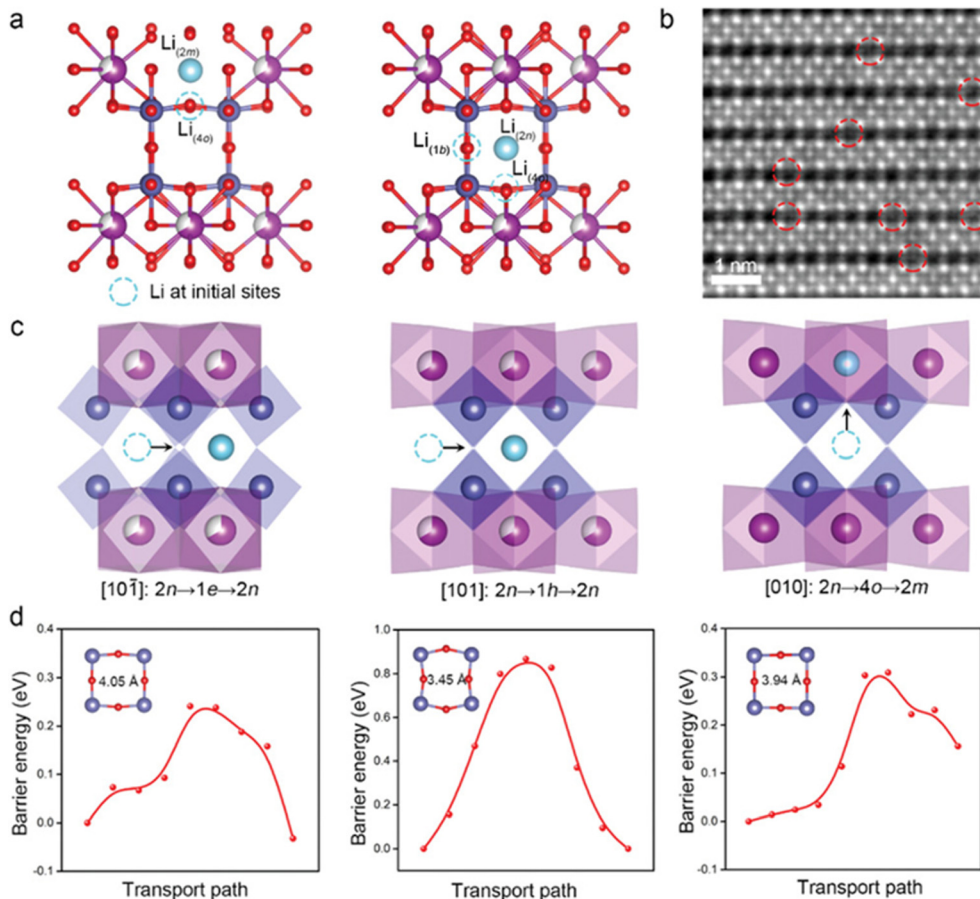 a
Li(2m)
Li(4o)
Li(1b)
Li(2n)
Li(4o)
Li at initial sites
b
1 nm
c
[101̄]: 2n→1e→2n
[101]: 2n→1h→2n
[010]: 2n→4o→2m
d
Barrier energy (eV)
0.4
0.3
0.2
0.1
0.0
-0.1
4.05 Å
Transport path
Barrier energy (eV)
1.0
0.8
0.6
0.4
0.2
0.0
3.45 Å
Transport path
Barrier energy (eV)
0.4
0.3
0.2
0.1
0.0
-0.1
3.94 Å
Transport path